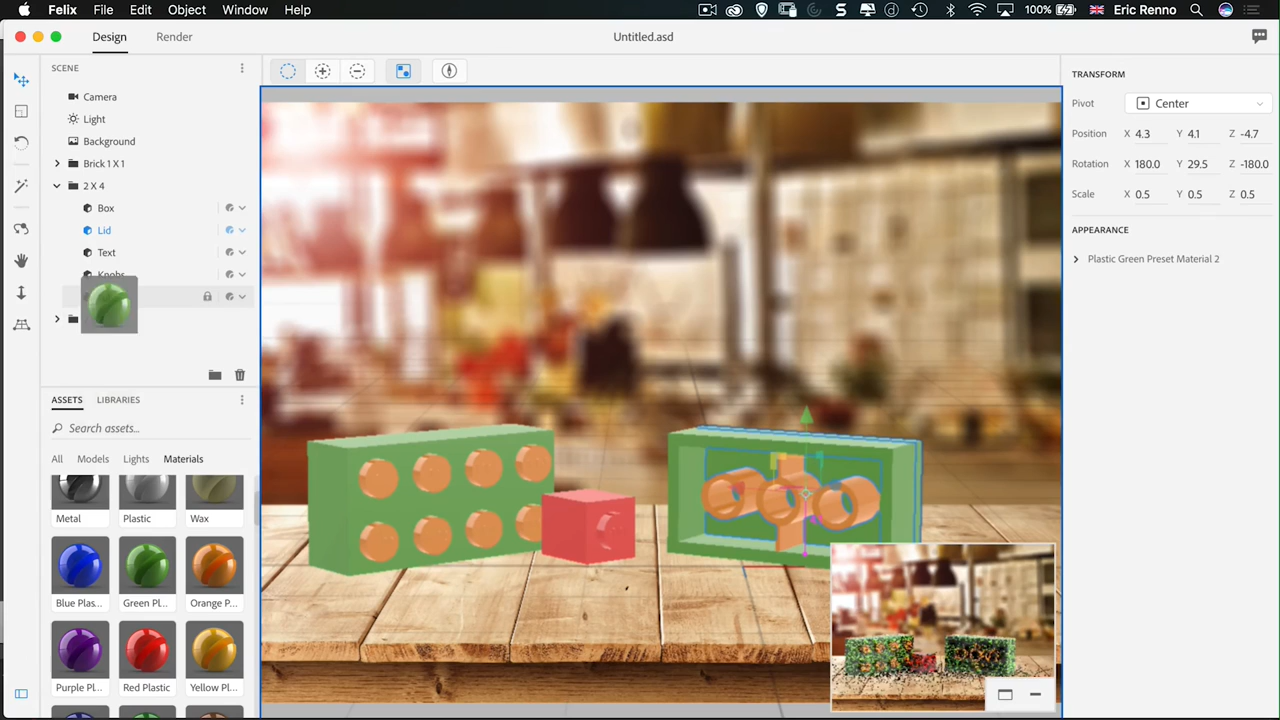 Felix File Edit Object Window Help 100% Eric Renno
Design Render Untitled.asd
SCENE
Camera
Light
Background
Brick 1 X 1
2 X 4
Box
Lid
Text
Knobs
ASSETS LIBRARIES
Search assets...
All Models Lights Materials
Metal Plastic Wax
Blue Plas... Green Pl... Orange P...
Purple Pl... Red Plastic Yellow Pl...
TRANSFORM
Pivot Center
Position X 4.3 Y 4.1 Z -4.7
Rotation X 180.0 Y 29.5 Z -180.0
Scale X 0.5 Y 0.5 Z 0.5
APPEARANCE
Plastic Green Preset Material 2